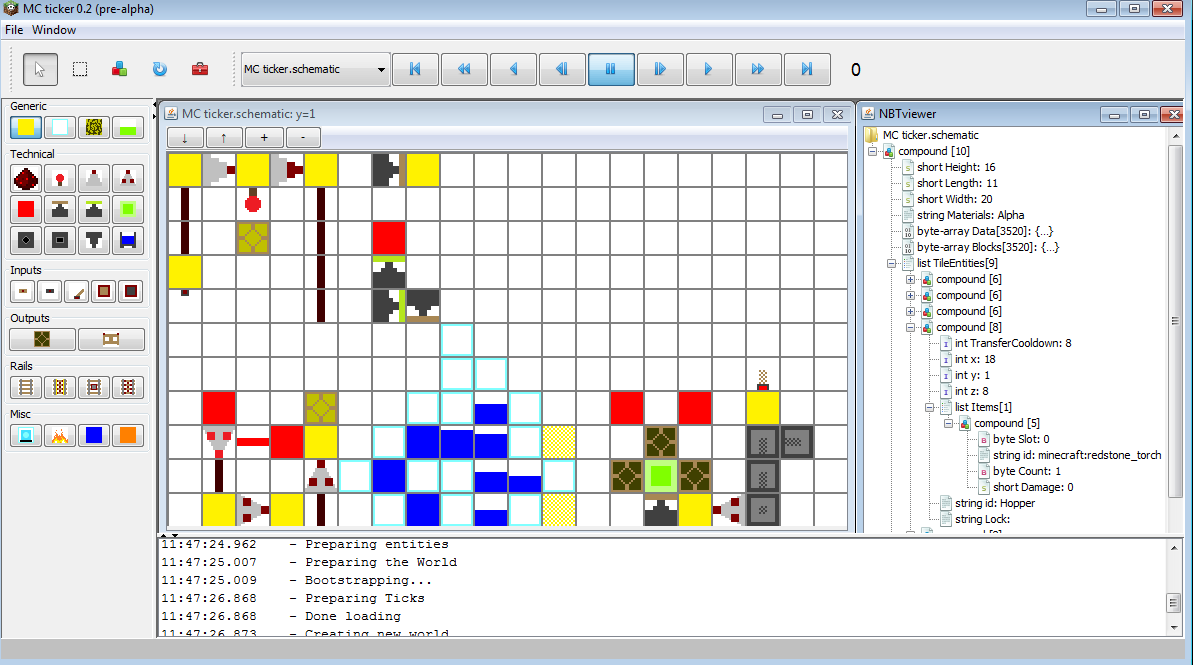 MC ticker 0.2 (pre-alpha)
File Window
MC ticker.schematic
0
Generic
Technical
Inputs
Outputs
Rails
Misc
MC ticker.schematic: y=1
↓ ↑ + -
NBTviewer
MC ticker.schematic
compound [10]
short Height: 16
short Length: 11
short Width: 20
string Materials: Alpha
byte-array Data[3520]: {...}
byte-array Blocks[3520]: {...}
list TileEntities[9]
compound [6]
compound [6]
compound [6]
compound [8]
int TransferCooldown: 8
int x: 18
int y: 1
int z: 8
list Items[1]
compound [5]
byte Slot: 0
string id: minecraft:redstone_torch
byte Count: 1
short Damage: 0
string id: Hopper
string Lock:
11:47:24.962 - Preparing entities
11:47:25.007 - Preparing the World
11:47:25.009 - Bootstrapping...
11:47:26.868 - Preparing Ticks
11:47:26.868 - Done loading
11:47:26.873 - Creating new world